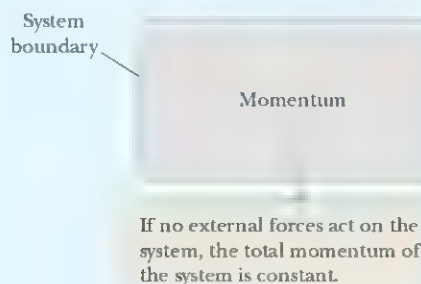 System
boundary
Momentum
If no external forces act on the
system, the total momentum of
the system is constant.